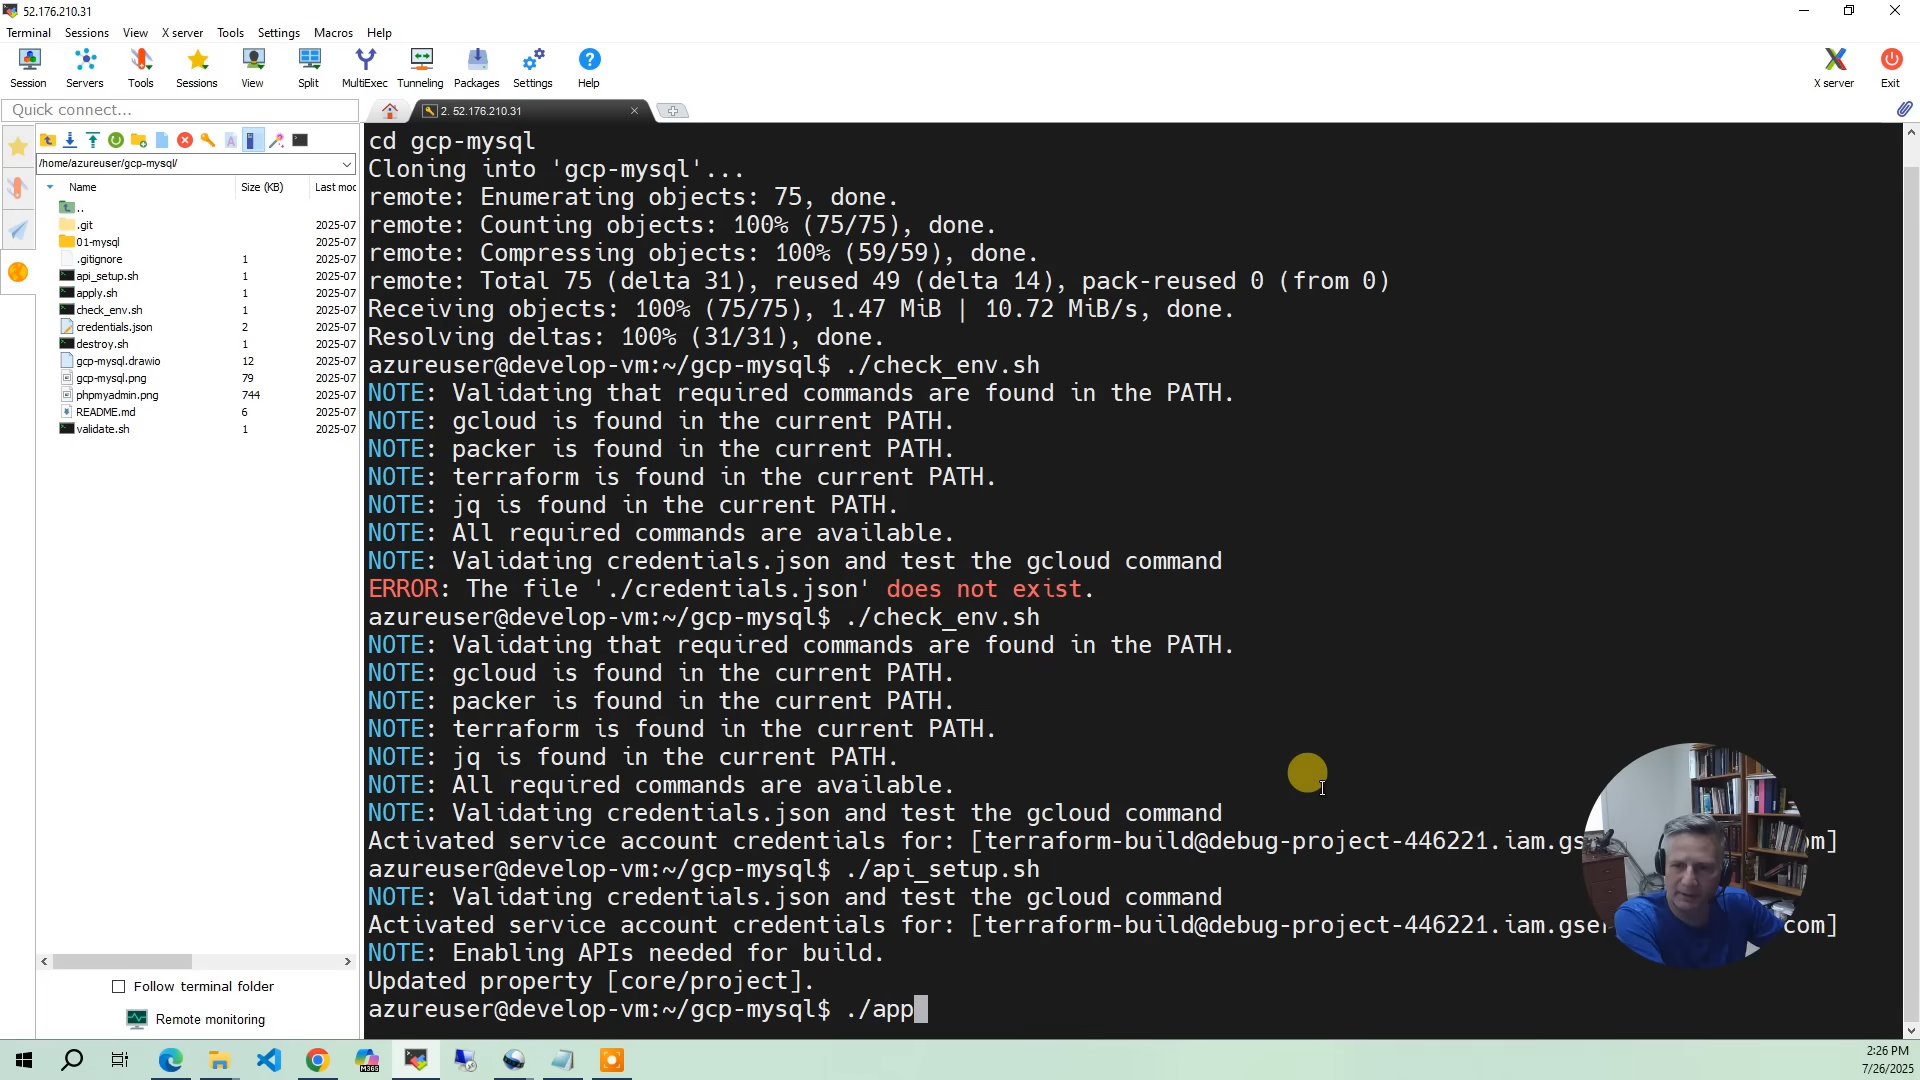 52.176.210.31
Terminal Sessions View X server Tools Settings Macros Help
Session Servers Tools Sessions View Split MultiExec Tunneling Packages Settings Help X server Exit
Quick connect...
2. 52.176.210.31
/home/azureuser/gcp-mysql/
Name Size (KB) Last mod
..
.git 2025-07
01-mysql 2025-07
.gitignore 1 2025-07
api_setup.sh 1 2025-07
apply.sh 1 2025-07
check_env.sh 1 2025-07
credentials.json 2 2025-07
destroy.sh 1 2025-07
gcp-mysql.drawio 12 2025-07
gcp-mysql.png 79 2025-07
phpmyadmin.png 744 2025-07
README.md 6 2025-07
validate.sh 1 2025-07
Follow terminal folder
Remote monitoring
cd gcp-mysql
Cloning into 'gcp-mysql'...
remote: Enumerating objects: 75, done.
remote: Counting objects: 100% (75/75), done.
remote: Compressing objects: 100% (59/59), done.
remote: Total 75 (delta 31), reused 49 (delta 14), pack-reused 0 (from 0)
Receiving objects: 100% (75/75), 1.47 MiB | 10.72 MiB/s, done.
Resolving deltas: 100% (31/31), done.
azureuser@develop-vm:~/gcp-mysql$ ./check_env.sh
NOTE: Validating that required commands are found in the PATH.
NOTE: gcloud is found in the current PATH.
NOTE: packer is found in the current PATH.
NOTE: terraform is found in the current PATH.
NOTE: jq is found in the current PATH.
NOTE: All required commands are available.
NOTE: Validating credentials.json and test the gcloud command
ERROR: The file './credentials.json' does not exist.
azureuser@develop-vm:~/gcp-mysql$ ./check_env.sh
NOTE: Validating that required commands are found in the PATH.
NOTE: gcloud is found in the current PATH.
NOTE: packer is found in the current PATH.
NOTE: terraform is found in the current PATH.
NOTE: jq is found in the current PATH.
NOTE: All required commands are available.
NOTE: Validating credentials.json and test the gcloud command
Activated service account credentials for: [terraform-build@debug-project-446221.iam.gs m]
azureuser@develop-vm:~/gcp-mysql$ ./api_setup.sh
NOTE: Validating credentials.json and test the gcloud command
Activated service account credentials for: [terraform-build@debug-project-446221.iam.gser com]
NOTE: Enabling APIs needed for build.
Updated property [core/project].
azureuser@develop-vm:~/gcp-mysql$ ./app
M365
2:26 PM
7/26/2025